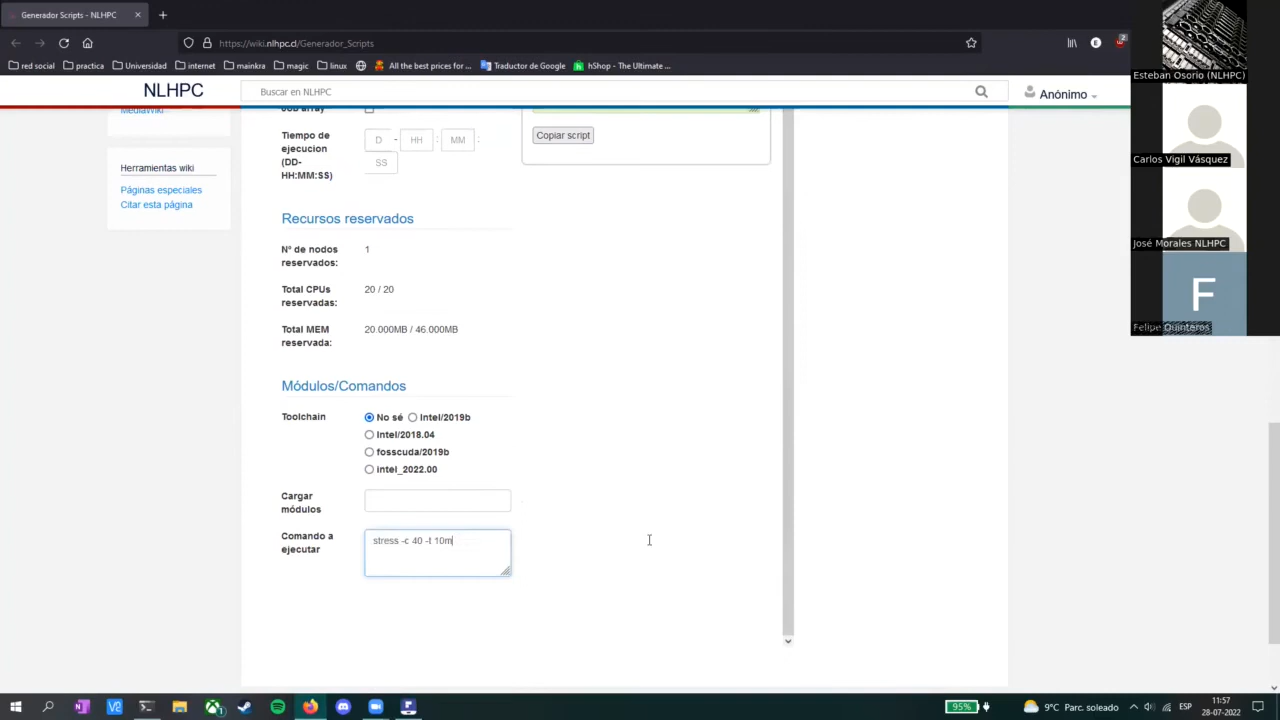 Generador Scripts - NLHPC
https://wiki.nlhpc.cl/Generador_Scripts
2
red social
practica
Universidad
internet
mainkra
magic
linux
All the best prices for ...
Traductor de Google
hShop - The Ultimate ...
Esteban Osorio (NLHPC)
NLHPC
Buscar en NLHPC
Anónimo
Job array
MediaWiki
Tiempo de
ejecucion
(DD-
HH:MM:SS)
D - HH : MM :
SS
Copiar script
Carlos Vigil Vásquez
Herramientas wiki
Páginas especiales
Citar esta página
Recursos reservados
José Morales NLHPC
Nº de nodos
reservados:
1
Total CPUs
reservadas:
20 / 20
Total MEM
reservada:
20.000MB / 46.000MB
F
Felipe Quinteros
Módulos/Comandos
Toolchain
No sé Intel/2019b
Intel/2018.04
fosscuda/2019b
intel_2022.00
Cargar
módulos
Comando a
ejecutar
stress -c 40 -t 10m
95%
9°C Parc. soleado
ESP
11:57
28-07-2022